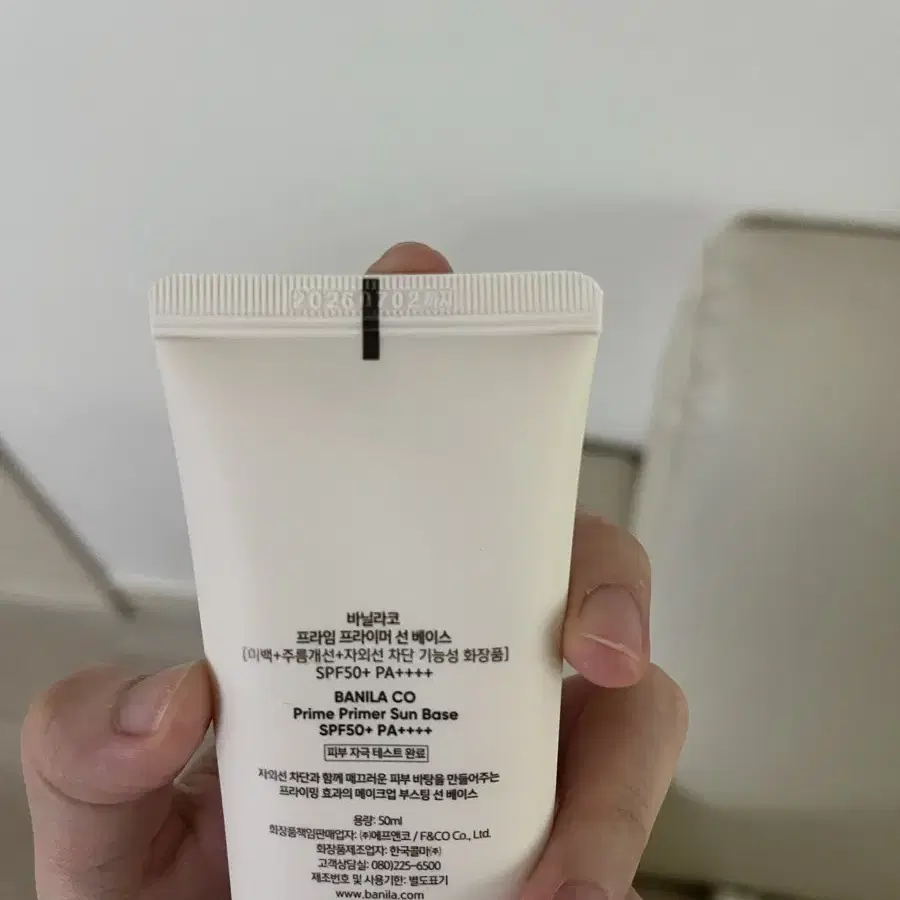 20260702까지
바닐라코
프라임 프라이머 선 베이스
[미백+주름개선+자외선 차단 기능성 화장품]
SPF50+ PA++++
BANILA CO
Prime Primer Sun Base
SPF50+ PA++++
피부 자극 테스트 완료
자외선 차단과 함께 매끄러운 피부 바탕을 만들어주는
프라이밍 효과의 메이크업 부스팅 선 베이스
용량: 50ml
화장품책임판매업자: ㈜에프앤코 / F&CO Co., Ltd.
화장품제조업자: 한국콜마㈜
고객상담실: 080)225-6500
제조번호 및 사용기한: 별도표기
www.banila.com